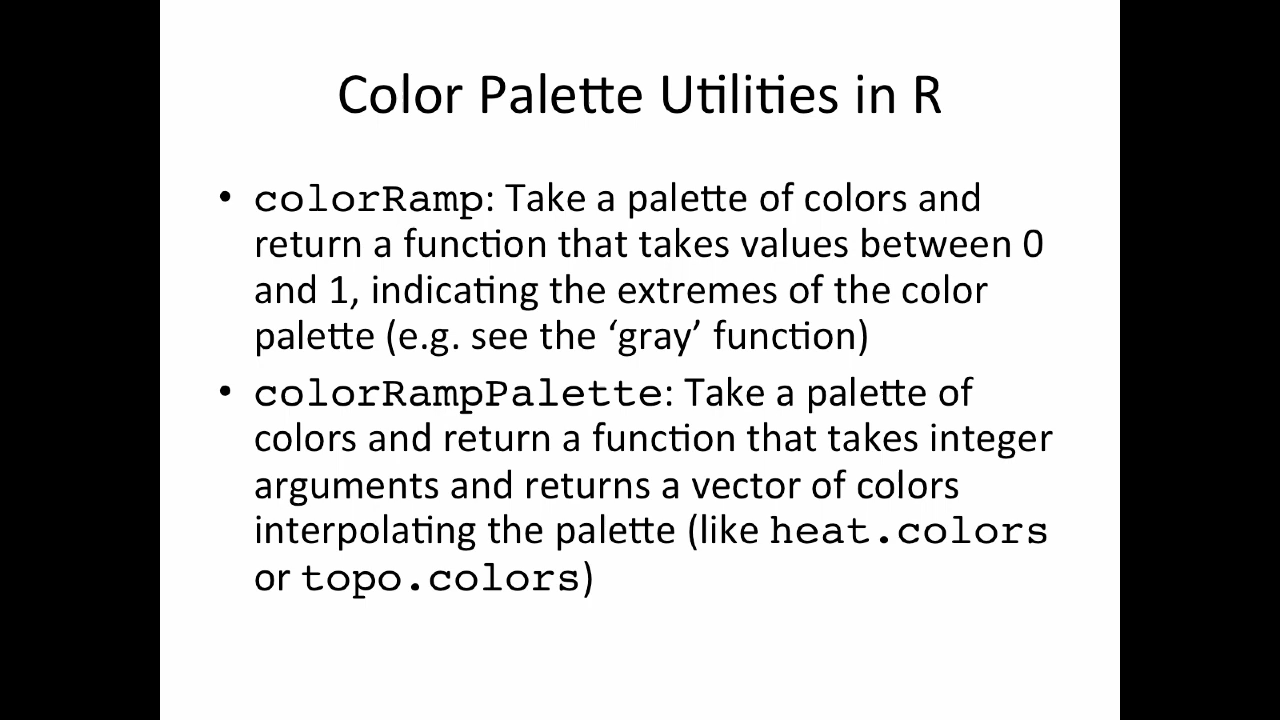 Color Palette Utilities in R
• colorRamp: Take a palette of colors and
return a function that takes values between 0
and 1, indicating the extremes of the color
palette (e.g. see the ‘gray’ function)
• colorRampPalette: Take a palette of
colors and return a function that takes integer
arguments and returns a vector of colors
interpolating the palette (like heat.colors
or topo.colors)